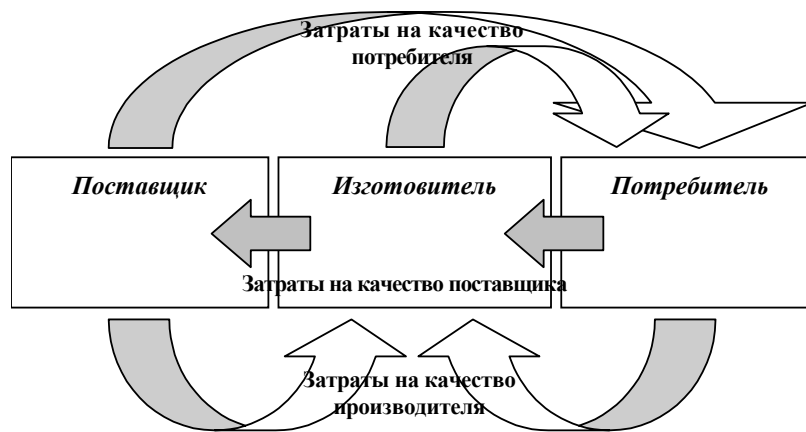 Затраты на качество
потребителя
Поставщик
Изготовитель
Потребитель
Затраты на качество поставщика
Затраты на качество
производителя